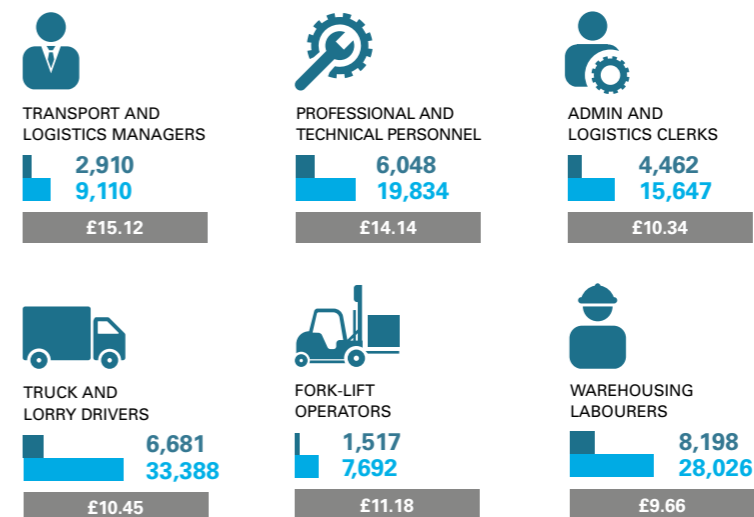 TRANSPORT AND
LOGISTICS MANAGERS
2,910
9,110
£15.12
PROFESSIONAL AND
TECHNICAL PERSONNEL
6,048
19,834
£14.14
ADMIN AND
LOGISTICS CLERKS
4,462
15,647
£10.34
TRUCK AND
LORRY DRIVERS
6,681
33,388
£10.45
FORK-LIFT
OPERATORS
1,517
7,692
£11.18
WAREHOUSING
LABOURERS
8,198
28,026
£9.66